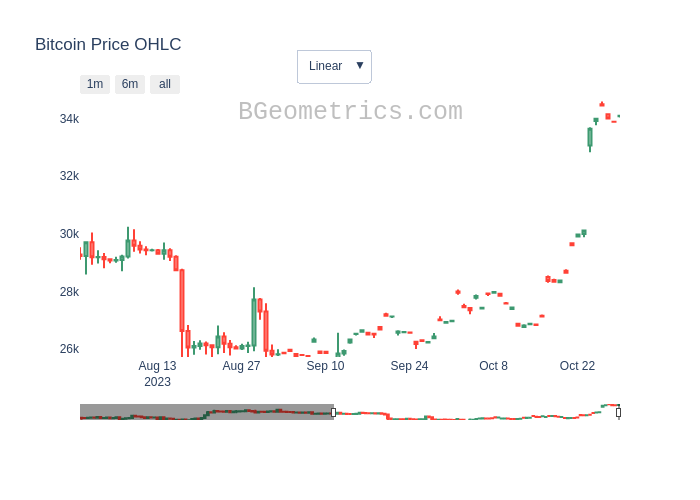 Bitcoin Price OHLC
Linear ▼
1m 6m all
BGeometrics.com
34k
32k
30k
28k
26k
Aug 13 Aug 27 Sep 10 Sep 24 Oct 8 Oct 22
2023